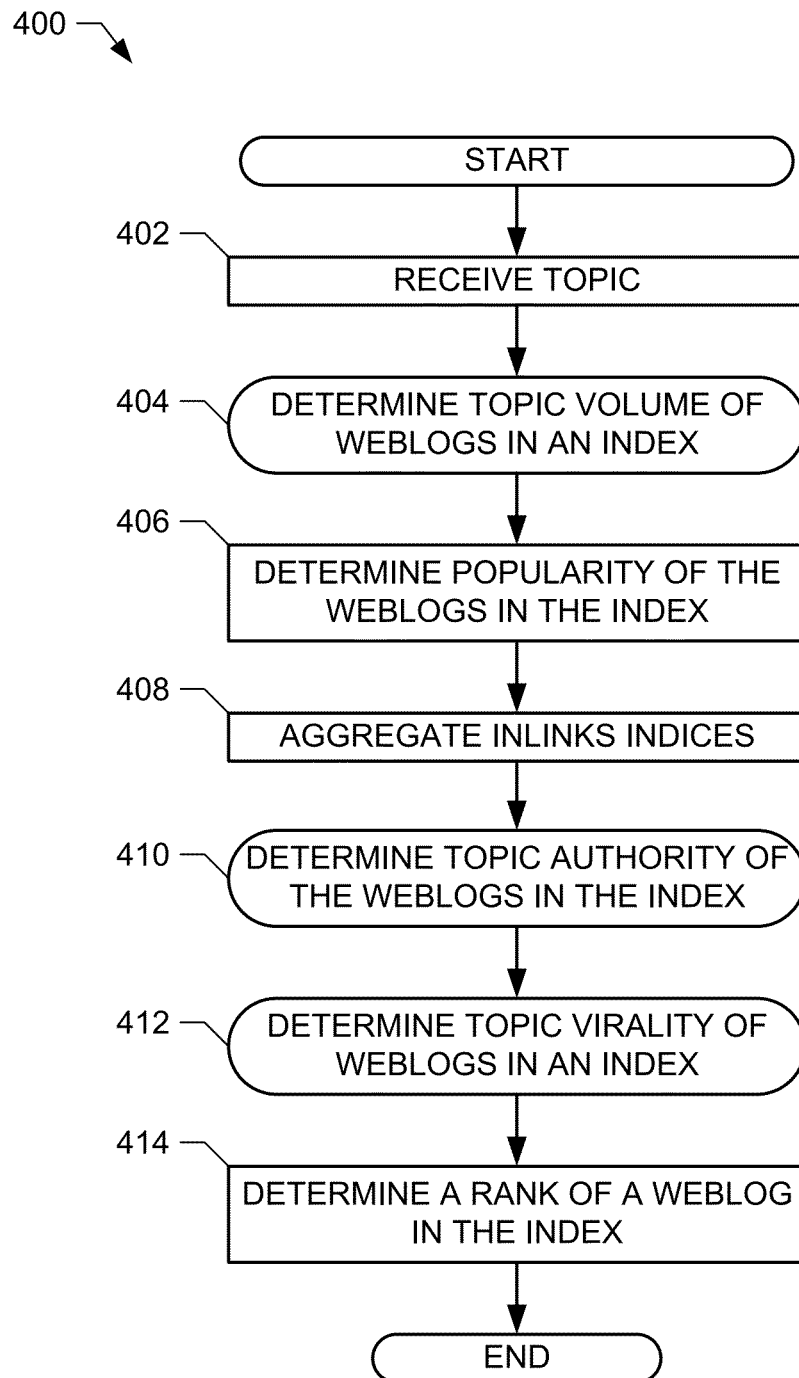 400
START
402
RECEIVE TOPIC
404
DETERMINE TOPIC VOLUME OF
WEBLOGS IN AN INDEX
406
DETERMINE POPULARITY OF THE
WEBLOGS IN THE INDEX
408
AGGREGATE INLINKS INDICES
410
DETERMINE TOPIC AUTHORITY OF
THE WEBLOGS IN THE INDEX
412
DETERMINE TOPIC VIRALITY OF
WEBLOGS IN AN INDEX
414
DETERMINE A RANK OF A WEBLOG
IN THE INDEX
END